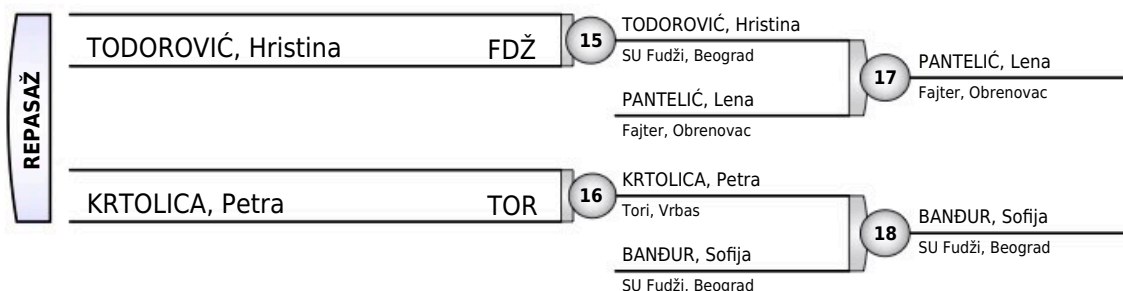 REPASAŽ
TODOROVIĆ, Hristina FDŽ
15
TODOROVIĆ, Hristina
SU Fudži, Beograd
PANTELIĆ, Lena
Fajter, Obrenovac
17
PANTELIĆ, Lena
Fajter, Obrenovac
KRTOLICA, Petra TOR
16
KRTOLICA, Petra
Tori, Vrbas
BANĐUR, Sofija
SU Fudži, Beograd
18
BANĐUR, Sofija
SU Fudži, Beograd